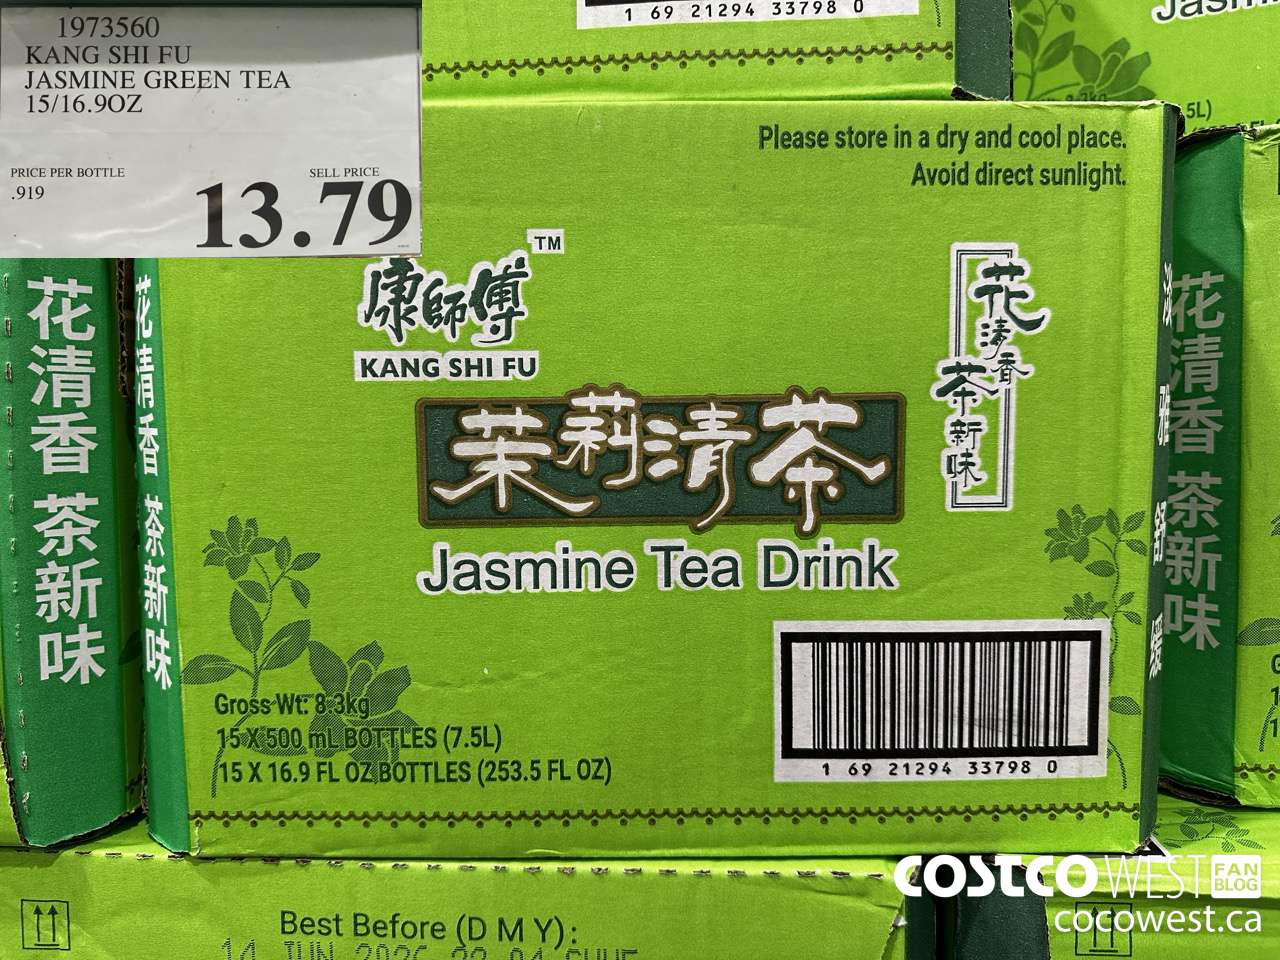 1973560
KANG SHI FU
JASMINE GREEN TEA
15/16.9OZ
PRICE PER BOTTLE
.919
SELL PRICE
13.79
1 69 21294 33798 0
5L)
Please store in a dry and cool place.
Avoid direct sunlight.
康師傅
TM
KANG SHI FU
茉莉清茶
Jasmine Tea Drink
花清香
茶新味
花清香 茶新味
花清香 茶新味
淡雅舒緩
花清香 茶新味
Gross Wt: 8.3kg
15 X 500 mL BOTTLES (7.5L)
15 X 16.9 FL OZ BOTTLES (253.5 FL OZ)
1 69 21294 33798 0
Best Before (D M Y):
COSTCO WEST FAN BLOG
cocowest.ca